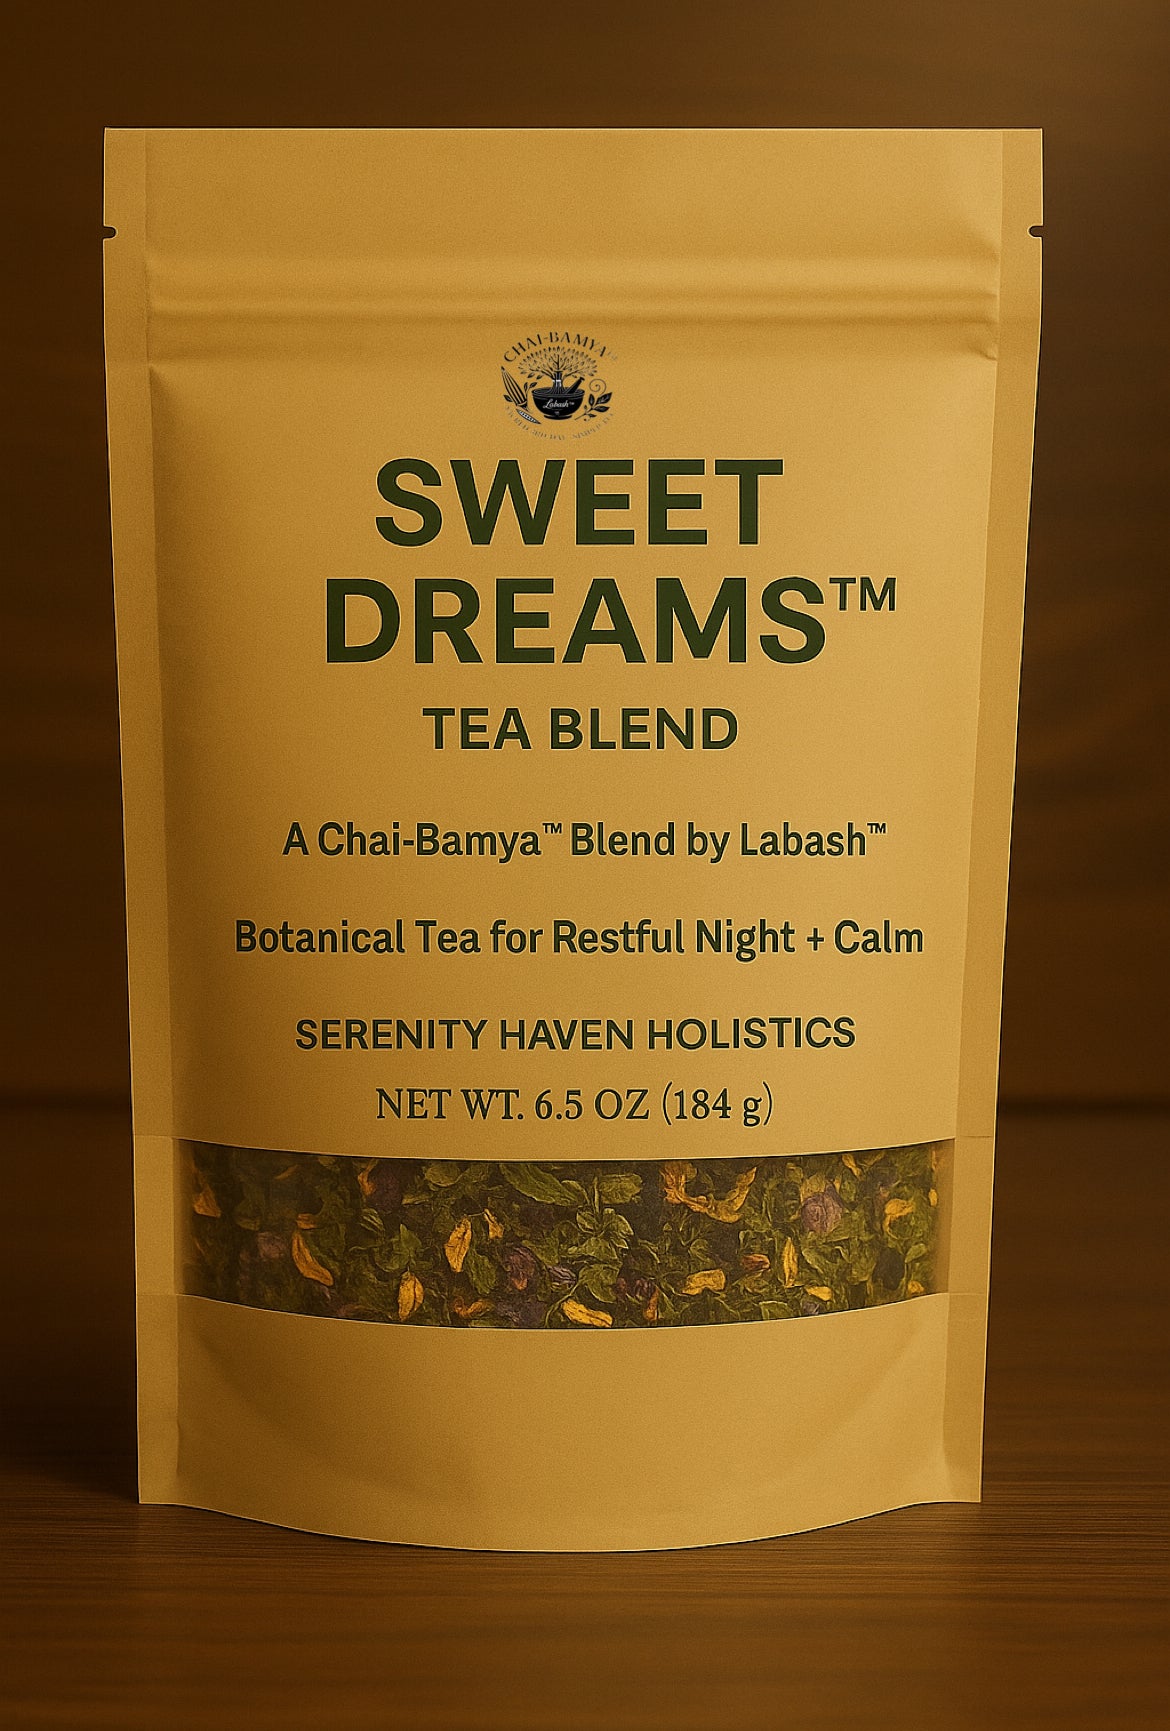 CHAI-BAMYA
Labash™
SWEET
DREAMS™
TEA BLEND
A Chai-Bamya™ Blend by Labash™
Botanical Tea for Restful Night + Calm
SERENITY HAVEN HOLISTICS
NET WT. 6.5 OZ (184 g)